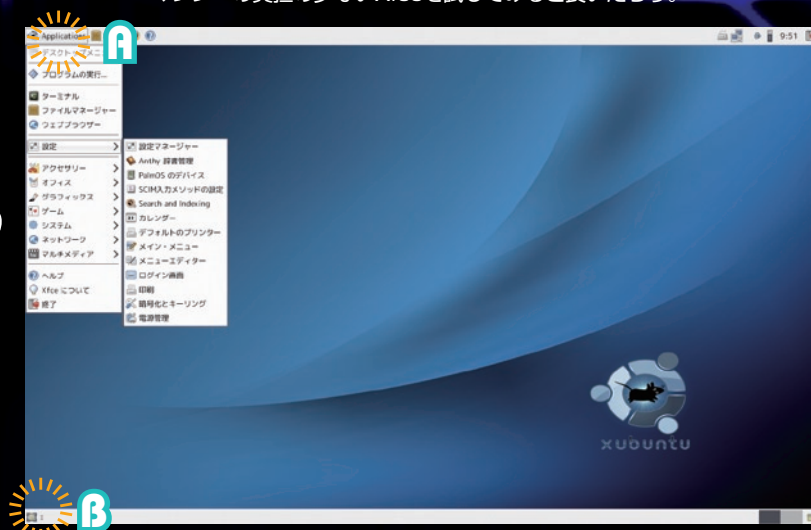 Applications
A
9:51
デスクトップメニ
プログラムの実行...
ターミナル
ファイルマネージャー
ウェブブラウザー
設定
アクセサリー
オフィス
グラフィックス
ゲーム
システム
ネットワーク
マルチメディア
ヘルプ
Xfce について
終了
設定マネージャー
Anthy 辞書管理
PalmOS のデバイス
SCIM入力メソッドの設定
Search and Indexing
カレンダー
デフォルトのプリンター
メイン・メニュー
メニューエディター
ログイン画面
印刷
暗号化とキーリング
電源管理
xubuntu
B